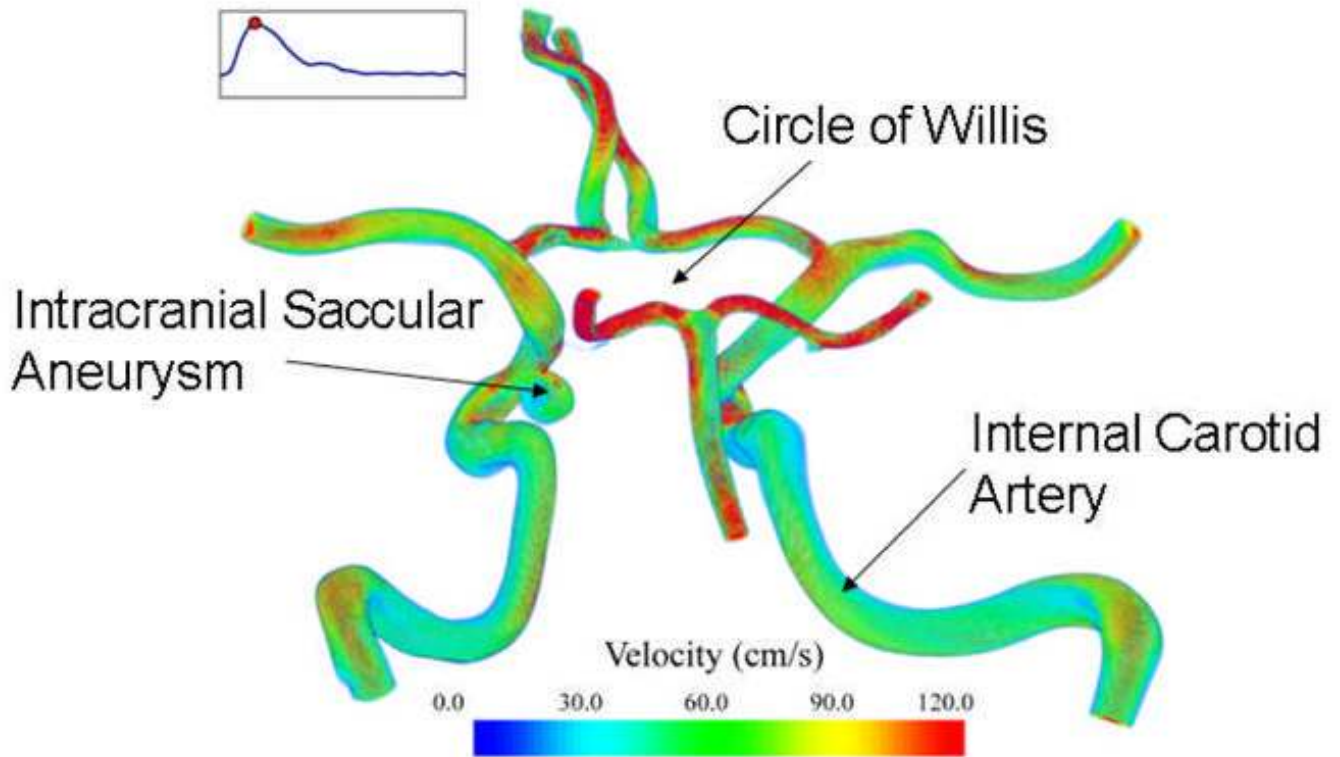 Circle of Willis
Intracranial Saccular
Aneurysm
Internal Carotid
Artery
Velocity (cm/s)
0.0 30.0 60.0 90.0 120.0